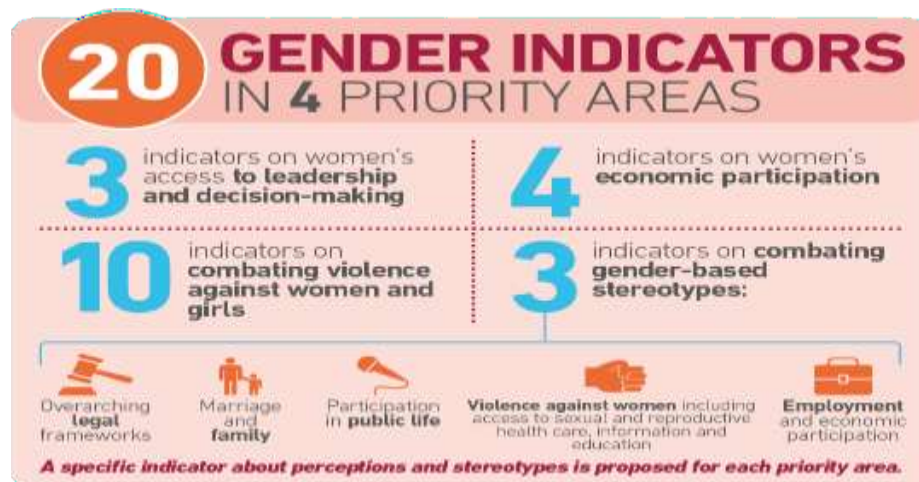 20
GENDER INDICATORS
IN 4 PRIORITY AREAS
3
indicators on women's
access to leadership
and decision-making
4
indicators on women's
economic participation
10
indicators on
combating violence
against women and
girls
3
indicators on combating
gender-based
stereotypes:
Overarching
legal
frameworks
Marriage
and
family
Participation
in public life
Violence against women including
access to sexual and reproductive
health care, information and
education
Employment
and economic
participation
A specific indicator about perceptions and stereotypes is proposed for each priority area.